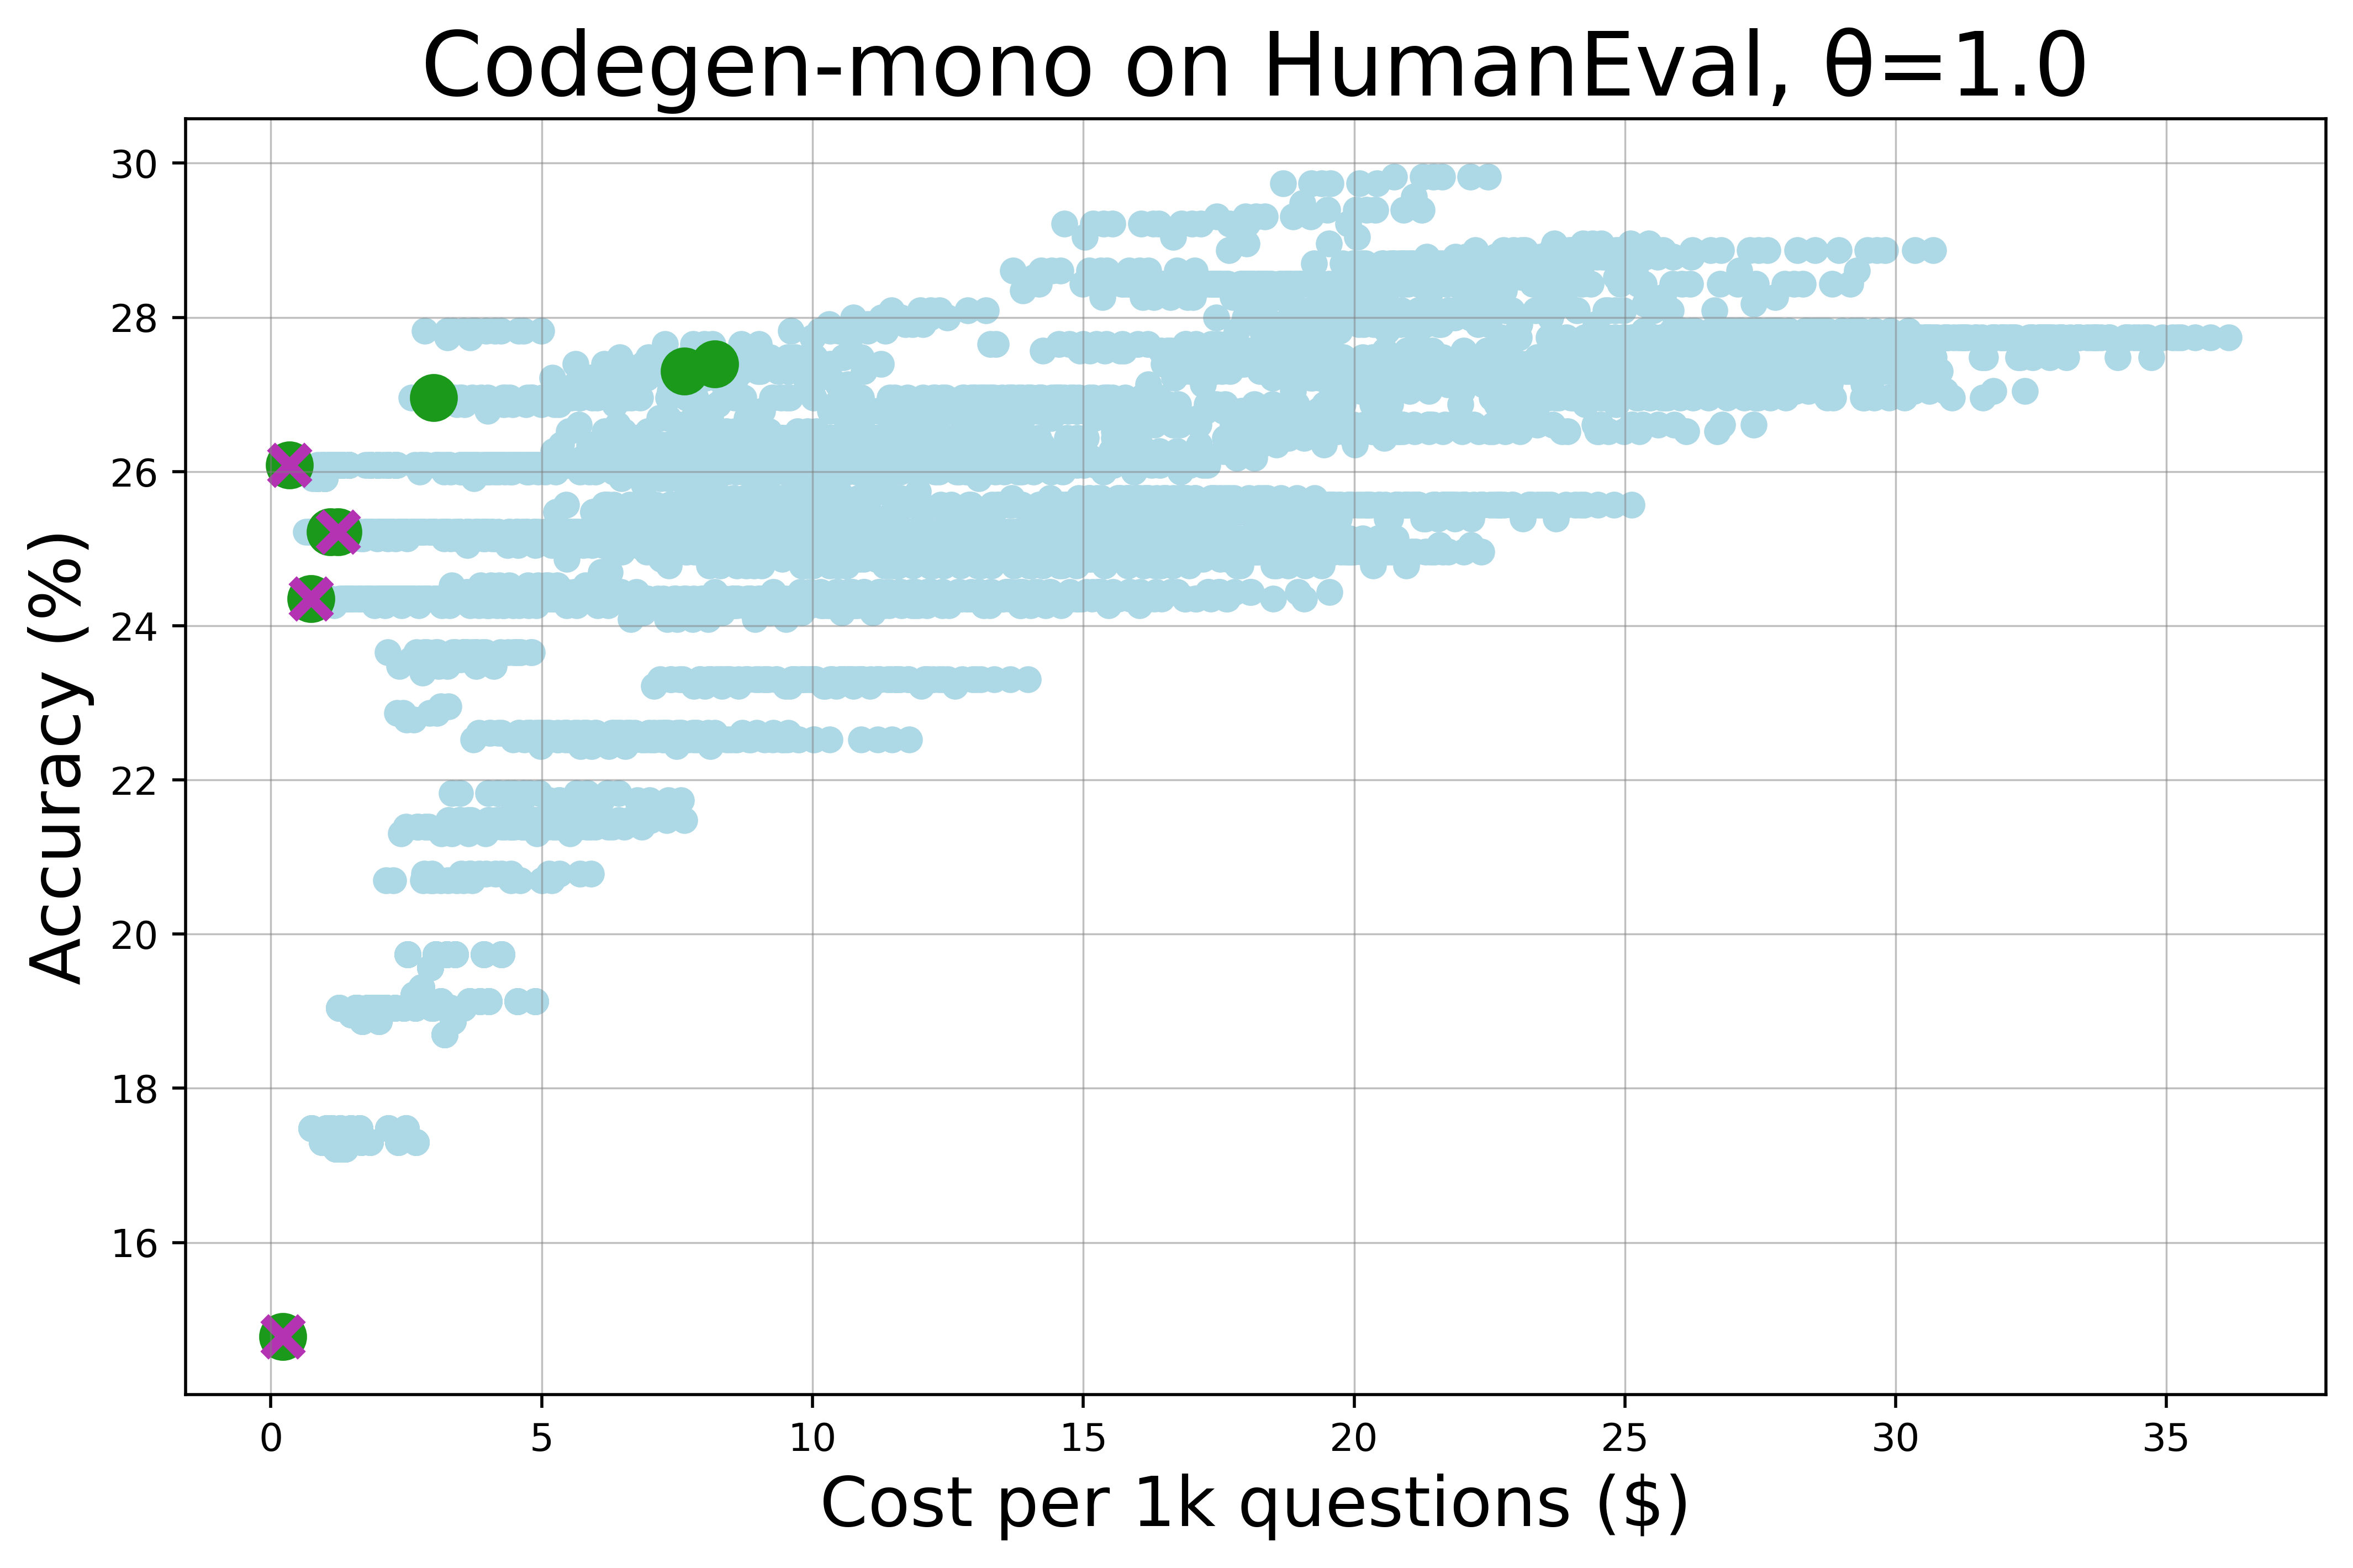 Codegen-mono on HumanEval, θ=1.0
Accuracy (%)
30
28
26
24
22
20
18
16
0 5 10 15 20 25 30 35
Cost per 1k questions ($)